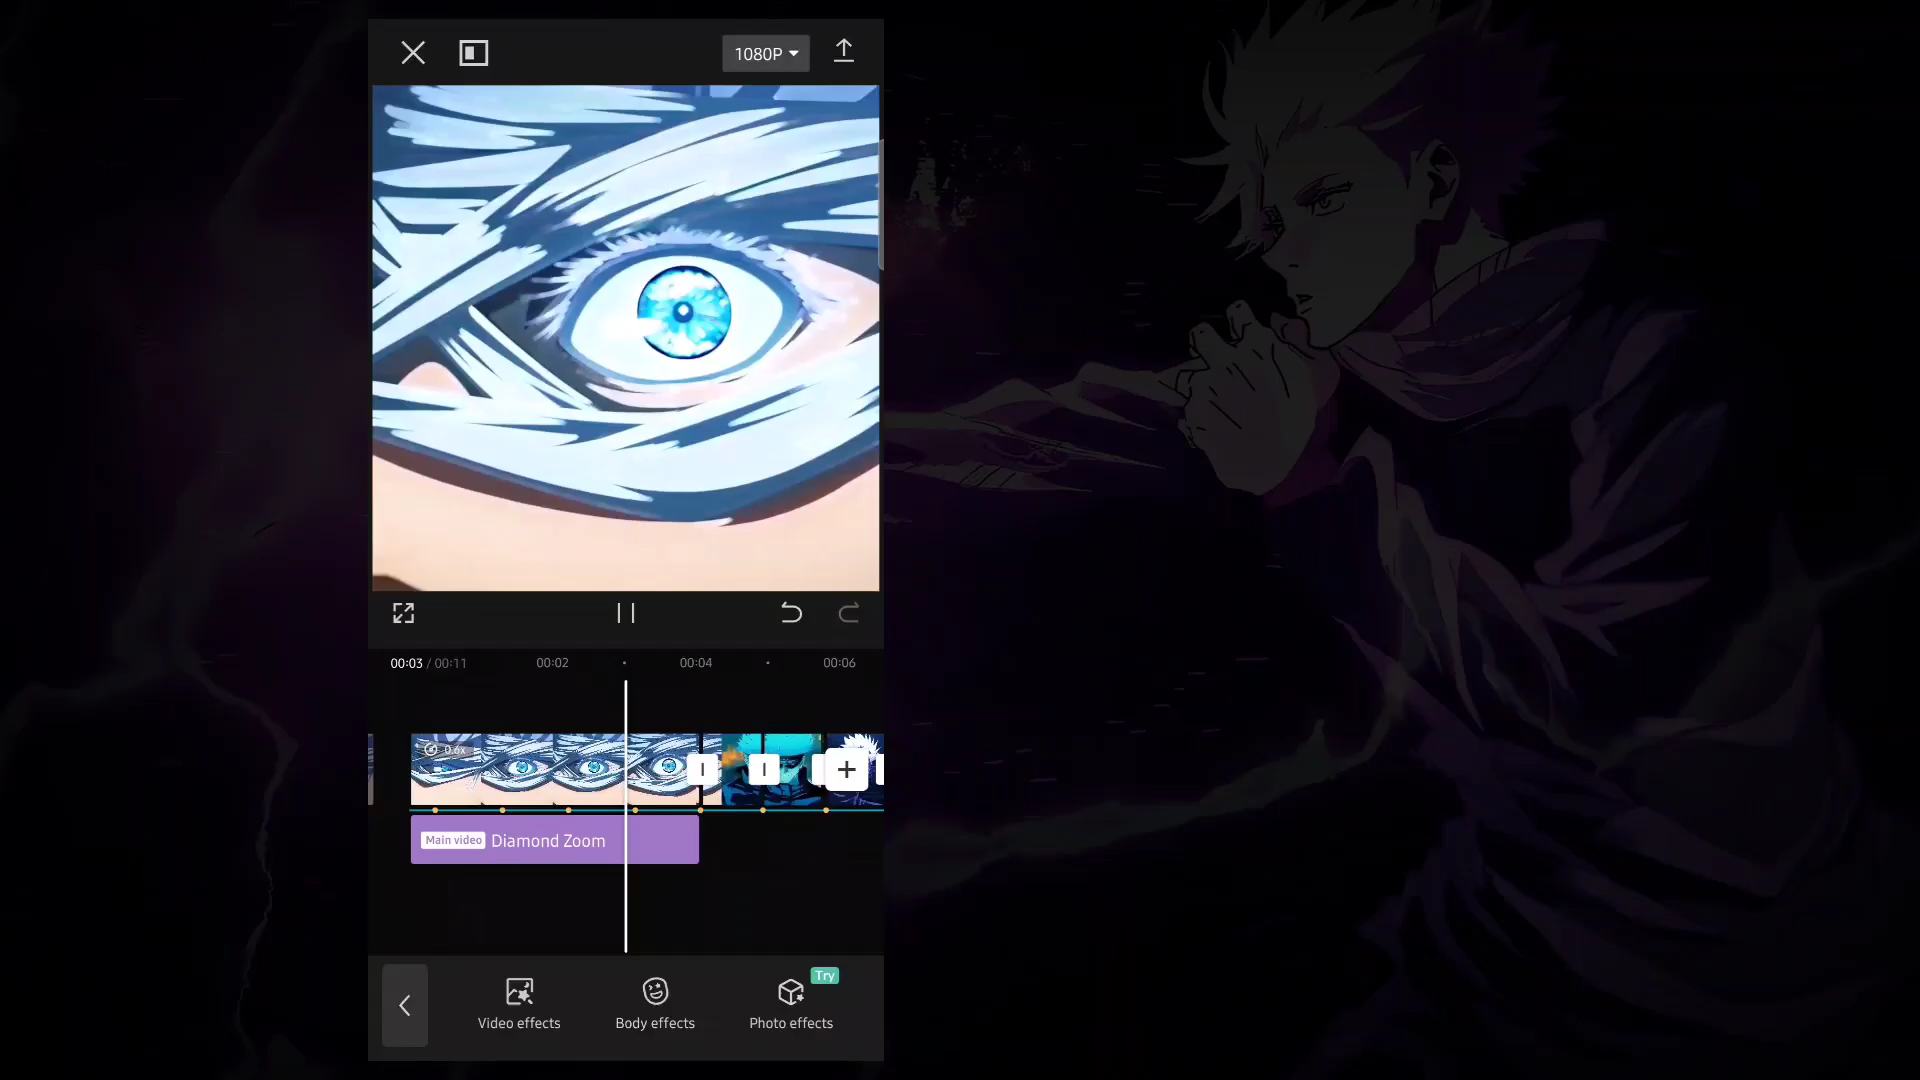 1080P
00:03 / 00:11
00:02
00:04
00:06
0.6x
Main video
Diamond Zoom
Try
Video effects
Body effects
Photo effects